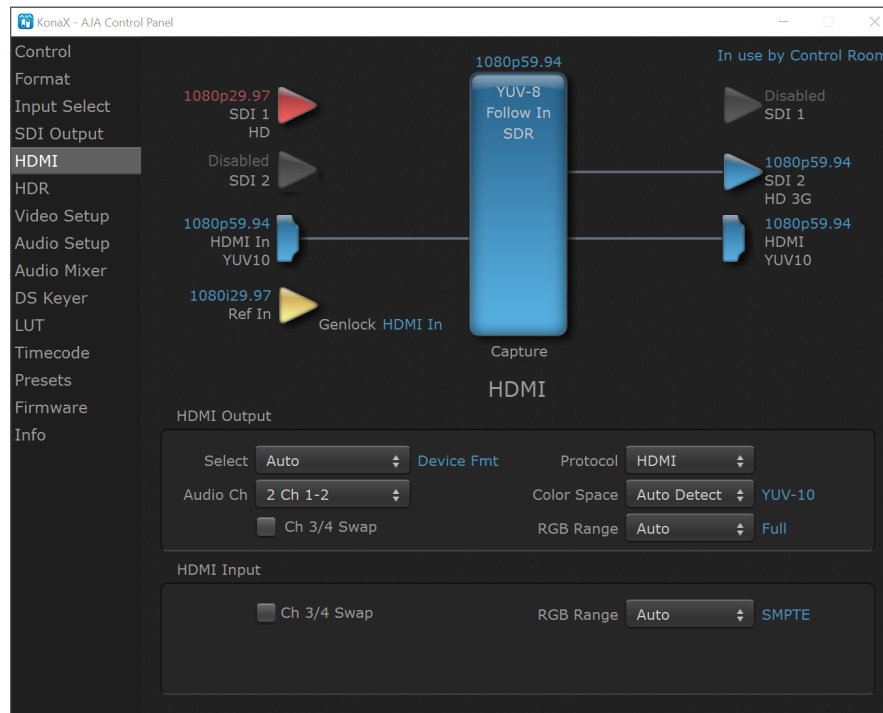 KonaX - AJA Control Panel
Control
Format
Input Select
SDI Output
HDMI
HDR
Video Setup
Audio Setup
Audio Mixer
DS Keyer
LUT
Timecode
Presets
Firmware
Info
In use by Control Room
1080p59.94
YUV-8
Follow In
SDR
Capture
1080p29.97
SDI 1
HD
Disabled
SDI 2
1080p59.94
HDMI In
YUV10
1080i29.97
Ref In
Genlock HDMI In
Disabled
SDI 1
1080p59.94
SDI 2
HD 3G
1080p59.94
HDMI
YUV10
HDMI
HDMI Output
Select Auto Device Fmt Protocol HDMI
Audio Ch 2 Ch 1-2 Color Space Auto Detect YUV-10
Ch 3/4 Swap RGB Range Auto Full
HDMI Input
Ch 3/4 Swap RGB Range Auto SMPTE